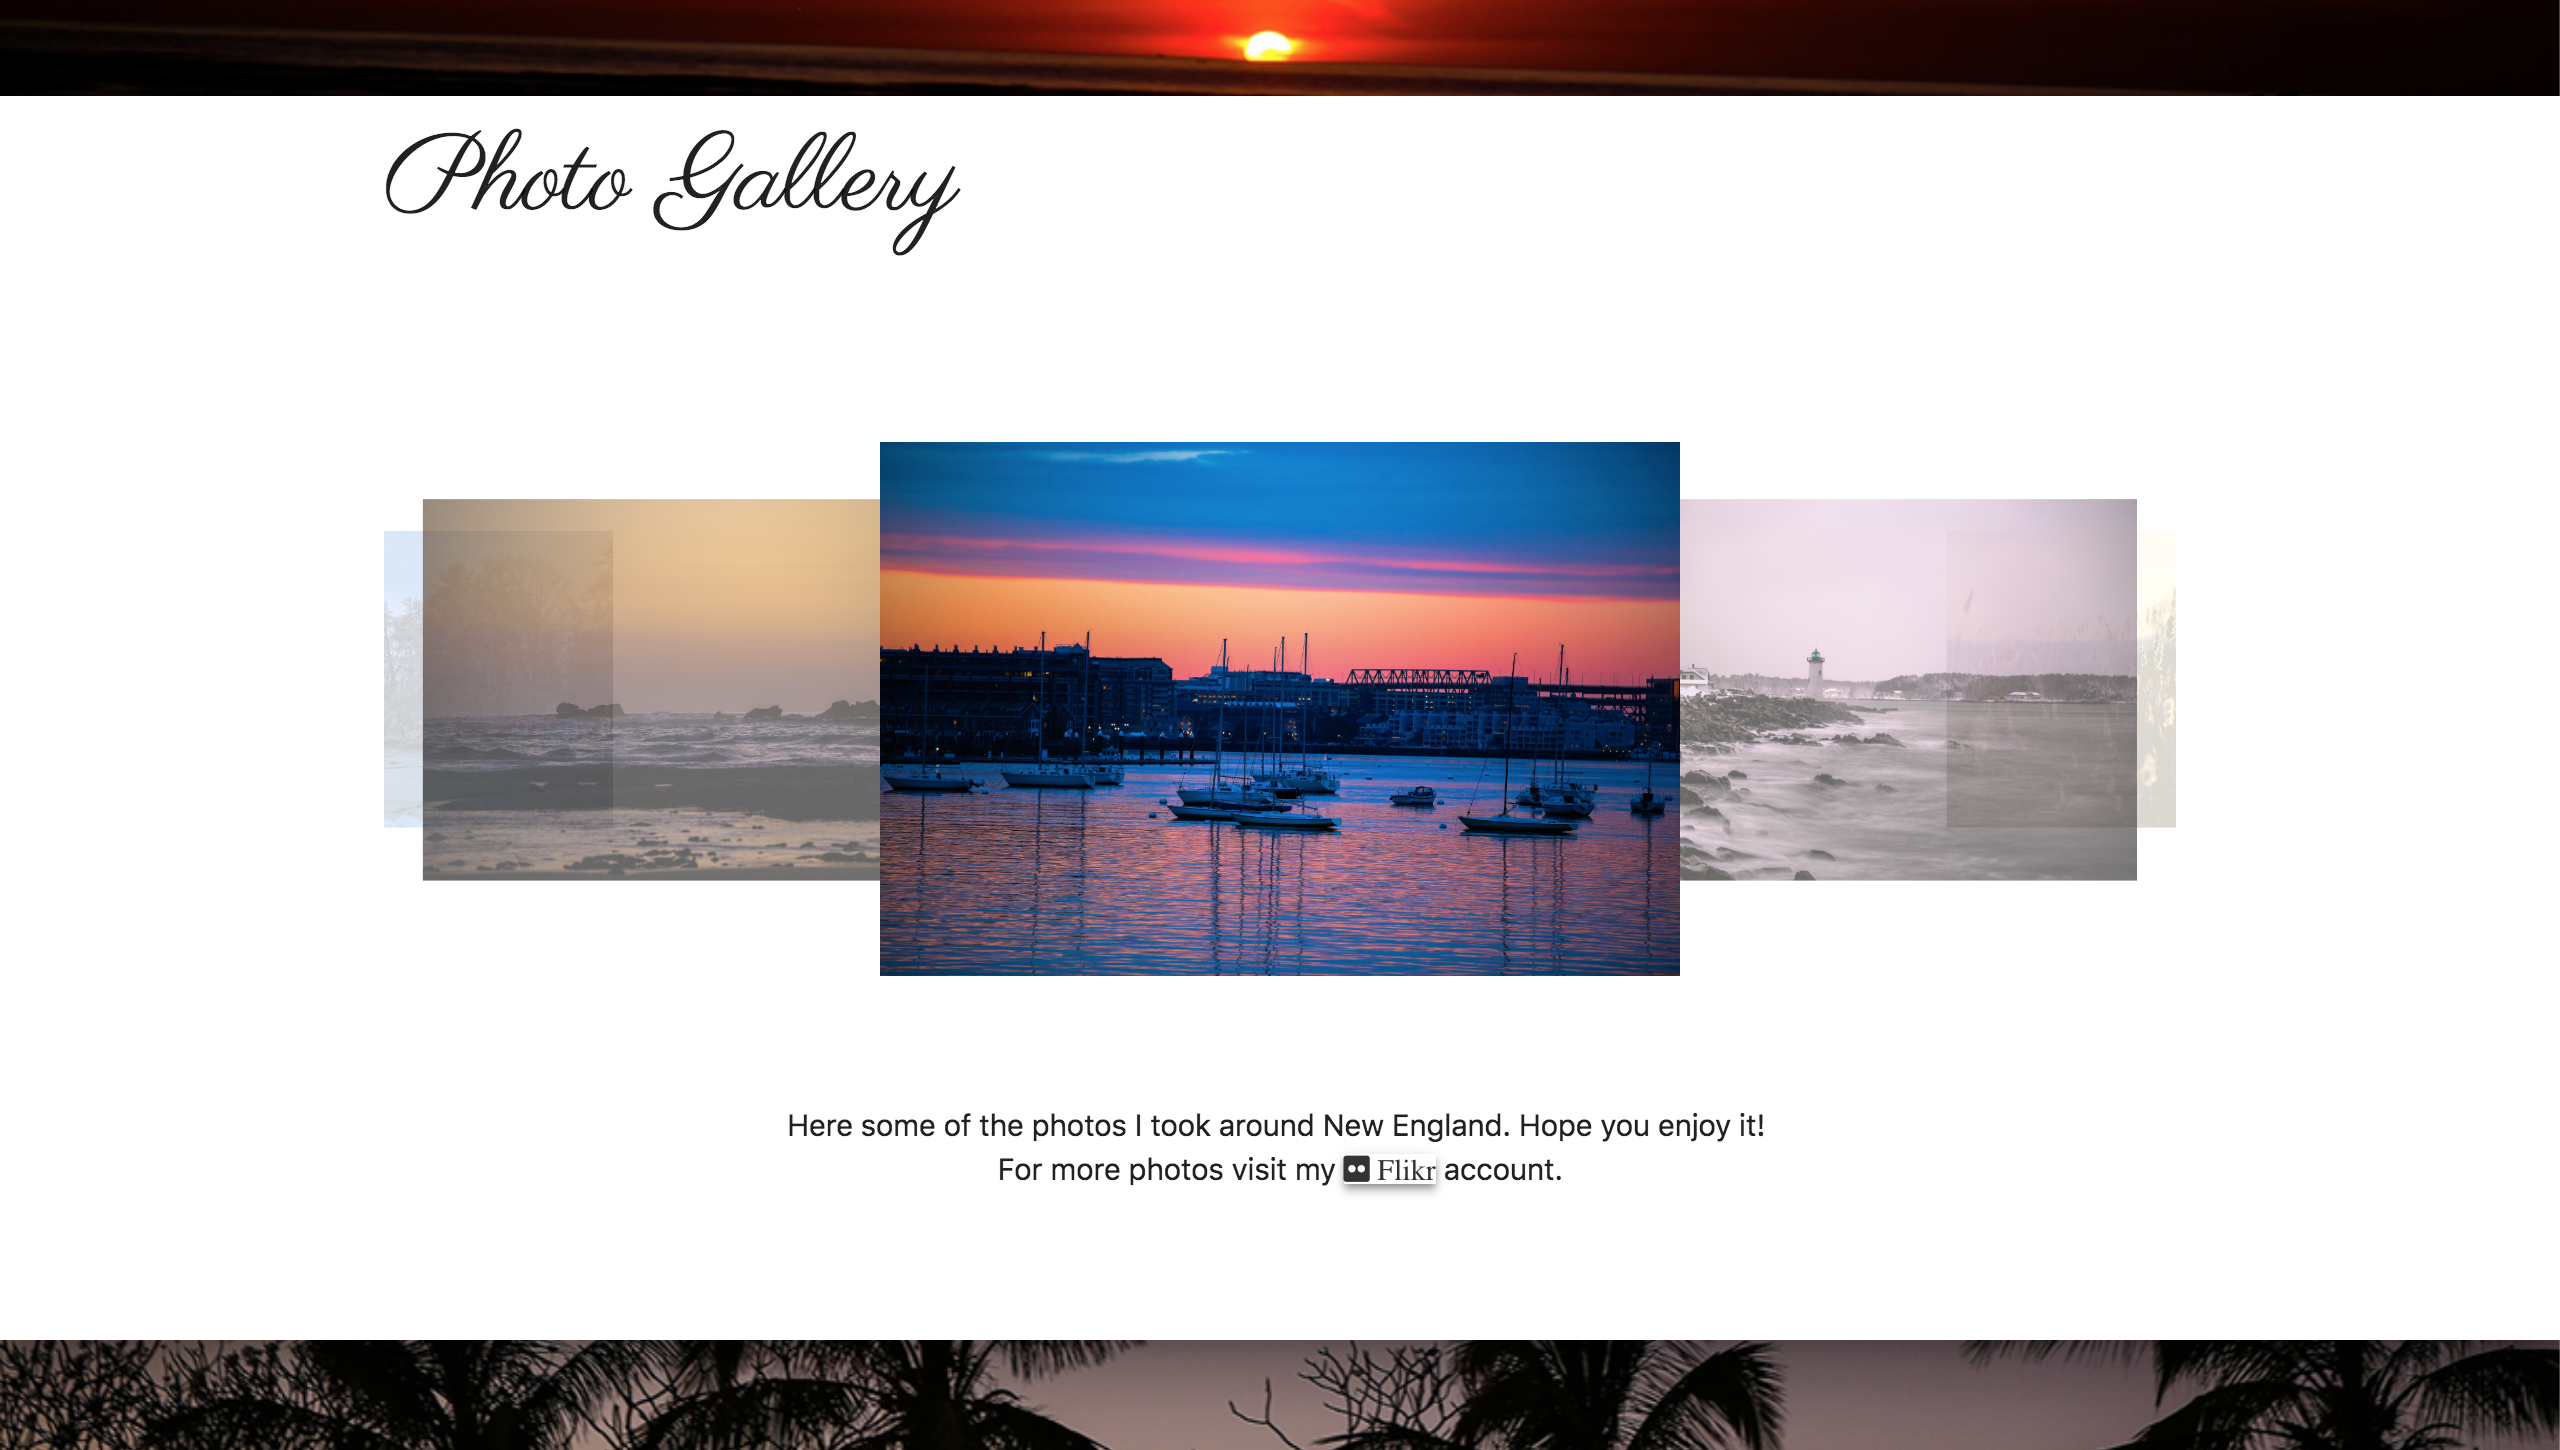 Photo Gallery
Here some of the photos I took around New England. Hope you enjoy it!
For more photos visit my Flikr account.